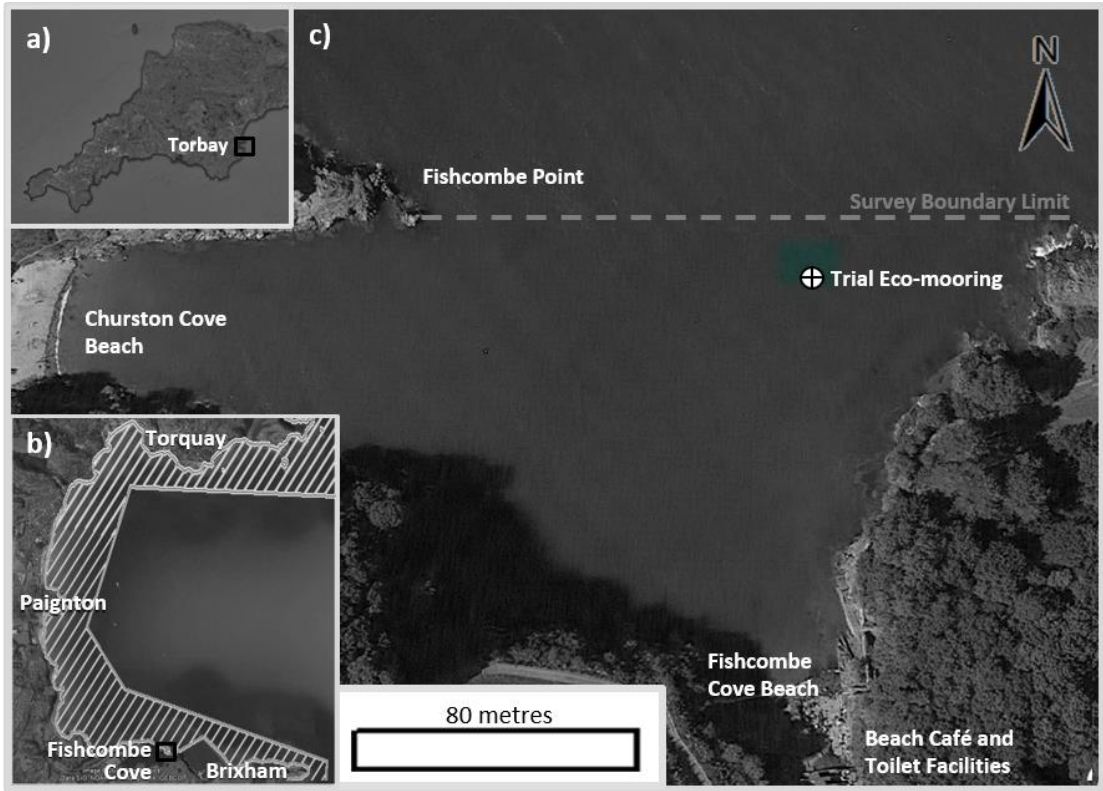 a)
Torbay
c)
N
Fishcombe Point
Survey Boundary Limit
Trial Eco-mooring
Churston Cove
Beach
b)
Torquay
Paignton
Fishcombe
Cove
Brixham
80 metres
Fishcombe
Cove Beach
Beach Café and
Toilet Facilities